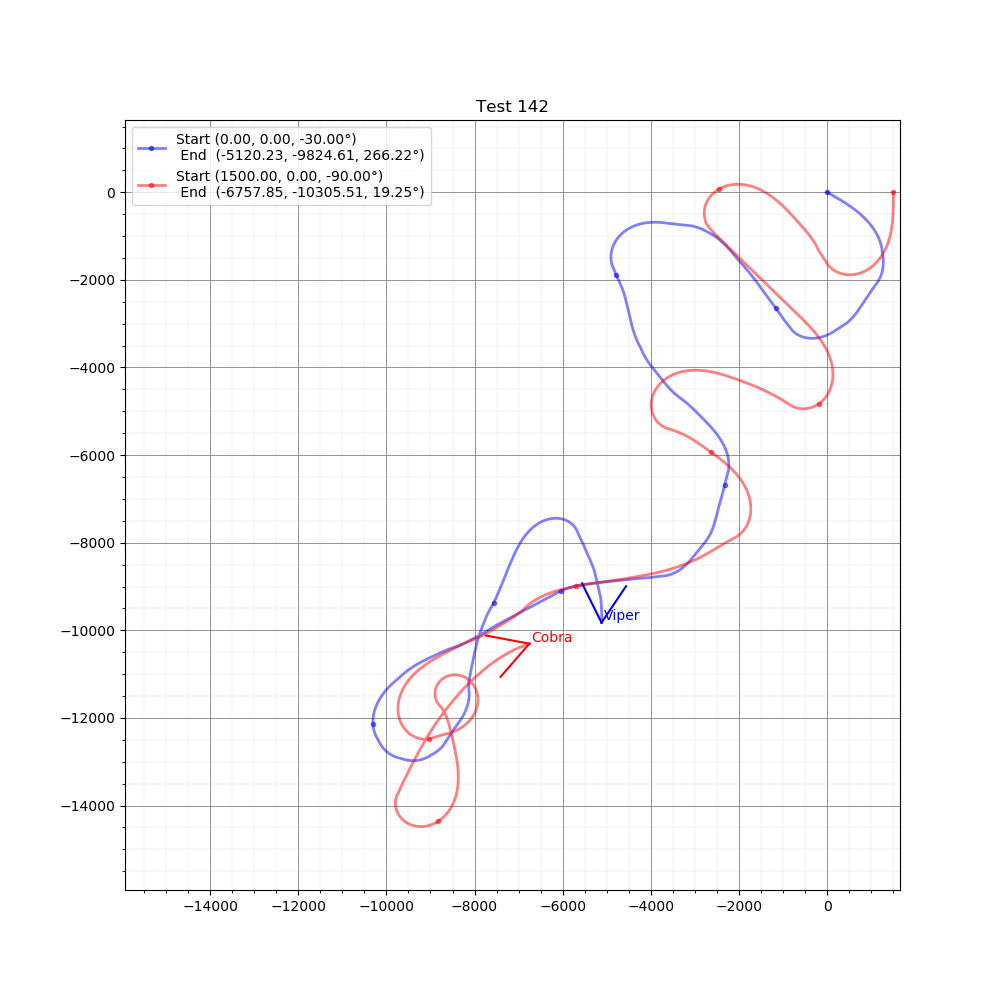 Test 142
Start (0.00, 0.00, -30.00°)
End (-5120.23, -9824.61, 266.22°)
Start (1500.00, 0.00, -90.00°)
End (-6757.85, -10305.51, 19.25°)
0
−2000
−4000
−6000
−8000
−10000
−12000
−14000
Viper
Cobra
−14000 −12000 −10000 −8000 −6000 −4000 −2000 0